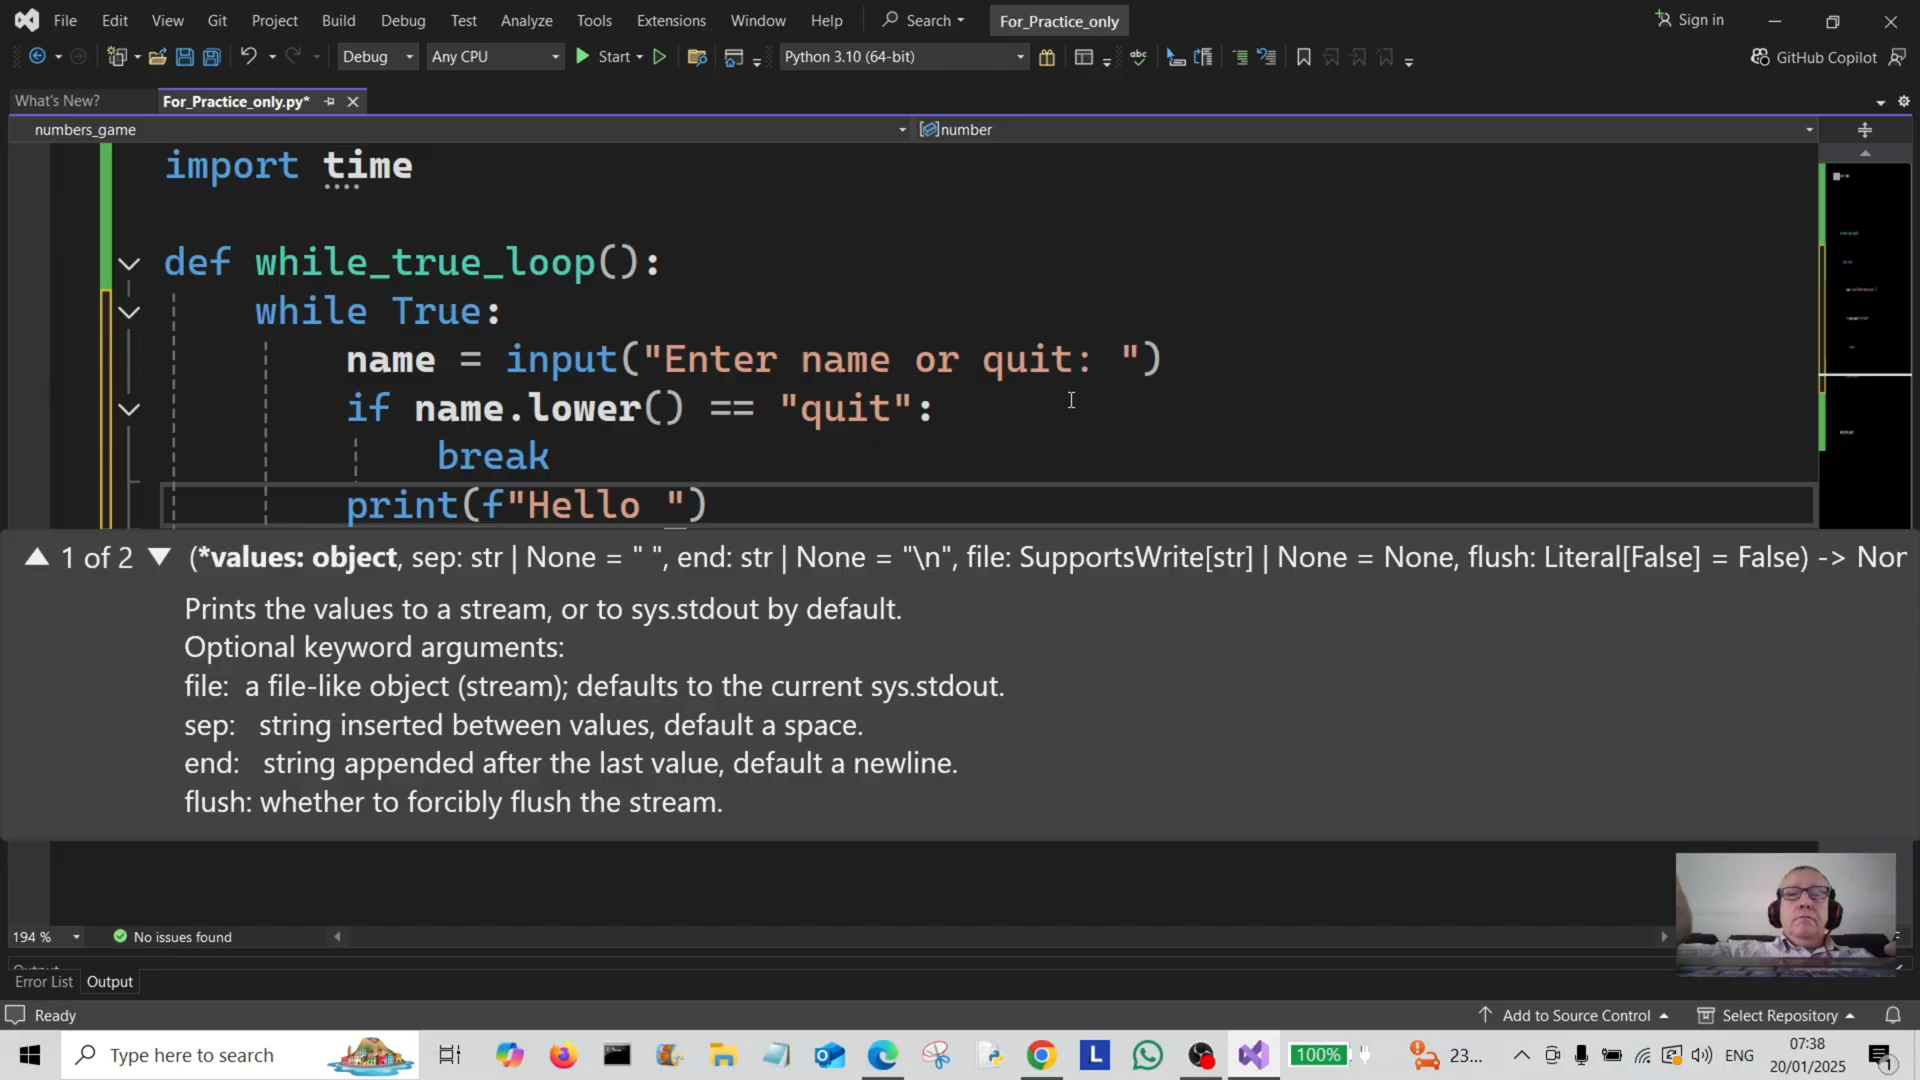 File Edit View Git Project Build Debug Test Analyze Tools Extensions Window Help Search For_Practice_only Sign in
Debug Any CPU Start Python 3.10 (64-bit) GitHub Copilot
What's New? For_Practice_only.py*
numbers_game number
import time
def while_true_loop():
while True:
name = input("Enter name or quit: ")
if name.lower() == "quit":
break
print(f"Hello ")
1 of 2 (*values: object, sep: str | None = " ", end: str | None = "\n", file: SupportsWrite[str] | None = None, flush: Literal[False] = False) -> Nor
Prints the values to a stream, or to sys.stdout by default.
Optional keyword arguments:
file: a file-like object (stream); defaults to the current sys.stdout.
sep: string inserted between values, default a space.
end: string appended after the last value, default a newline.
flush: whether to forcibly flush the stream.
194 % No issues found
Error List Output
Ready Add to Source Control Select Repository
Type here to search L 100% 23... ENG 07:38
20/01/2025 1